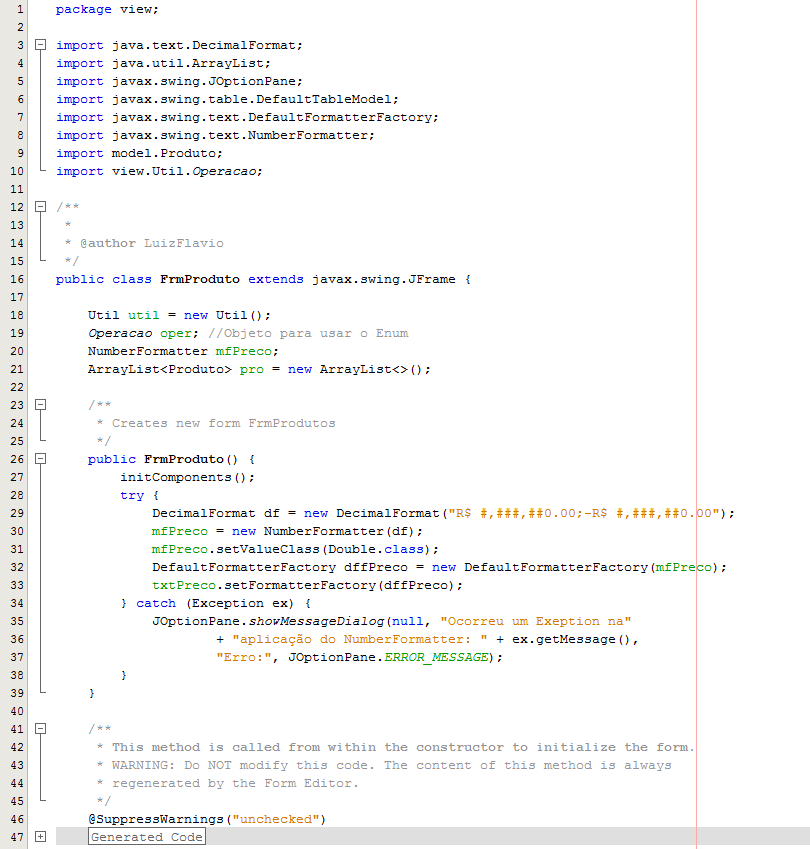 1 package view;
2
3 import java.text.DecimalFormat;
4 import java.util.ArrayList;
5 import javax.swing.JOptionPane;
6 import javax.swing.table.DefaultTableModel;
7 import javax.swing.text.DefaultFormatterFactory;
8 import javax.swing.text.NumberFormatter;
9 import model.Produto;
10 import view.Util.Operacao;
11
12 /**
13  *
14  * @author LuizFlavio
15  */
16 public class FrmProduto extends javax.swing.JFrame {
17
18     Util util = new Util();
19     Operacao oper; //Objeto para usar o Enum
20     NumberFormatter mfPreco;
21     ArrayList<Produto> pro = new ArrayList<>();
22
23     /**
24      * Creates new form FrmProdutos
25      */
26     public FrmProduto() {
27         initComponents();
28         try {
29             DecimalFormat df = new DecimalFormat("R$ #,###,##0.00;-R$ #,###,##0.00");
30             mfPreco = new NumberFormatter(df);
31             mfPreco.setValueClass(Double.class);
32             DefaultFormatterFactory dffPreco = new DefaultFormatterFactory(mfPreco);
33             txtPreco.setFormatterFactory(dffPreco);
34         } catch (Exception ex) {
35             JOptionPane.showMessageDialog(null, "Ocorreu um Exeption na"
36                     + "aplicação do NumberFormatter: " + ex.getMessage(),
37                     "Erro:", JOptionPane.ERROR_MESSAGE);
38         }
39     }
40
41     /**
42      * This method is called from within the constructor to initialize the form.
43      * WARNING: Do NOT modify this code. The content of this method is always
44      * regenerated by the Form Editor.
45      */
46     @SuppressWarnings("unchecked")
47     Generated Code